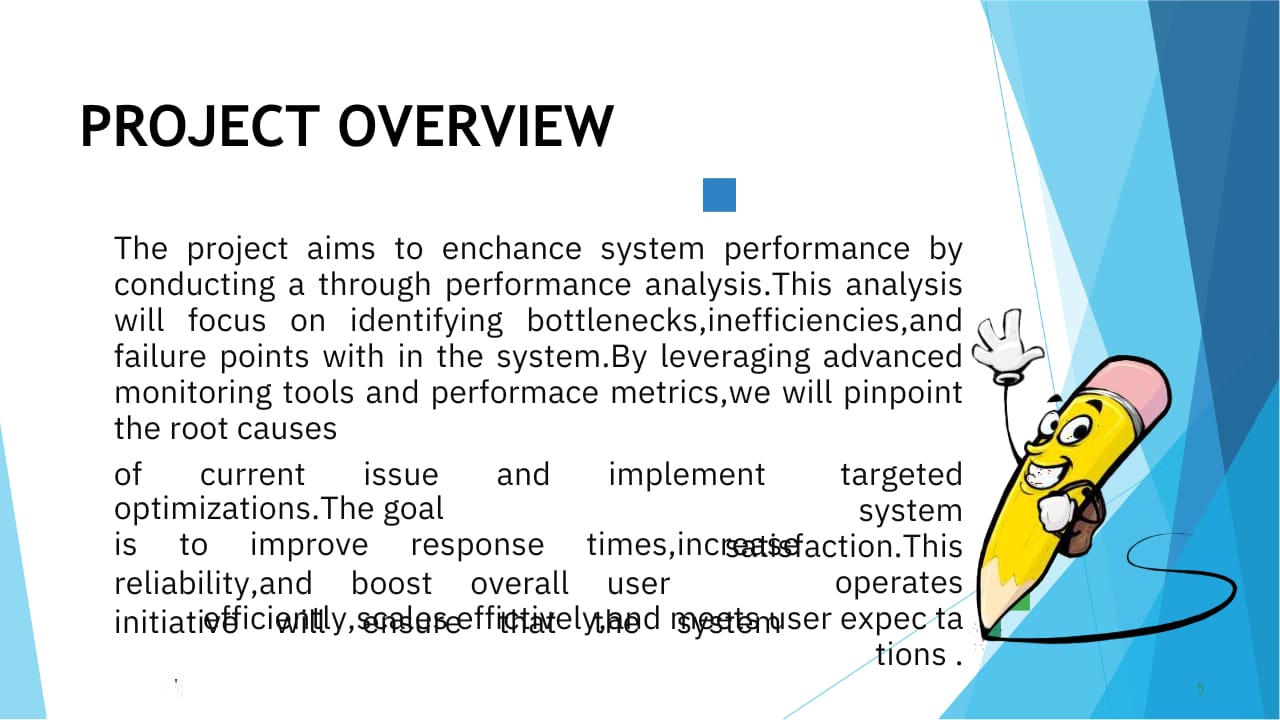 PROJECT OVERVIEW
The project aims to enchance system performance by
conducting a through performance analysis.This analysis
will focus on identifying bottlenecks,inefficiencies,and
failure points with in the system.By leveraging advanced
monitoring tools and performace metrics,we will pinpoint
the root causes
of current issue and implement targeted
optimizations.The goal system
is to improve response times,increase satisfaction.This
reliability,and boost overall user operates
initiative will ensure that the system
efficiently,scales effictively,and meets user expec ta
tions .
5